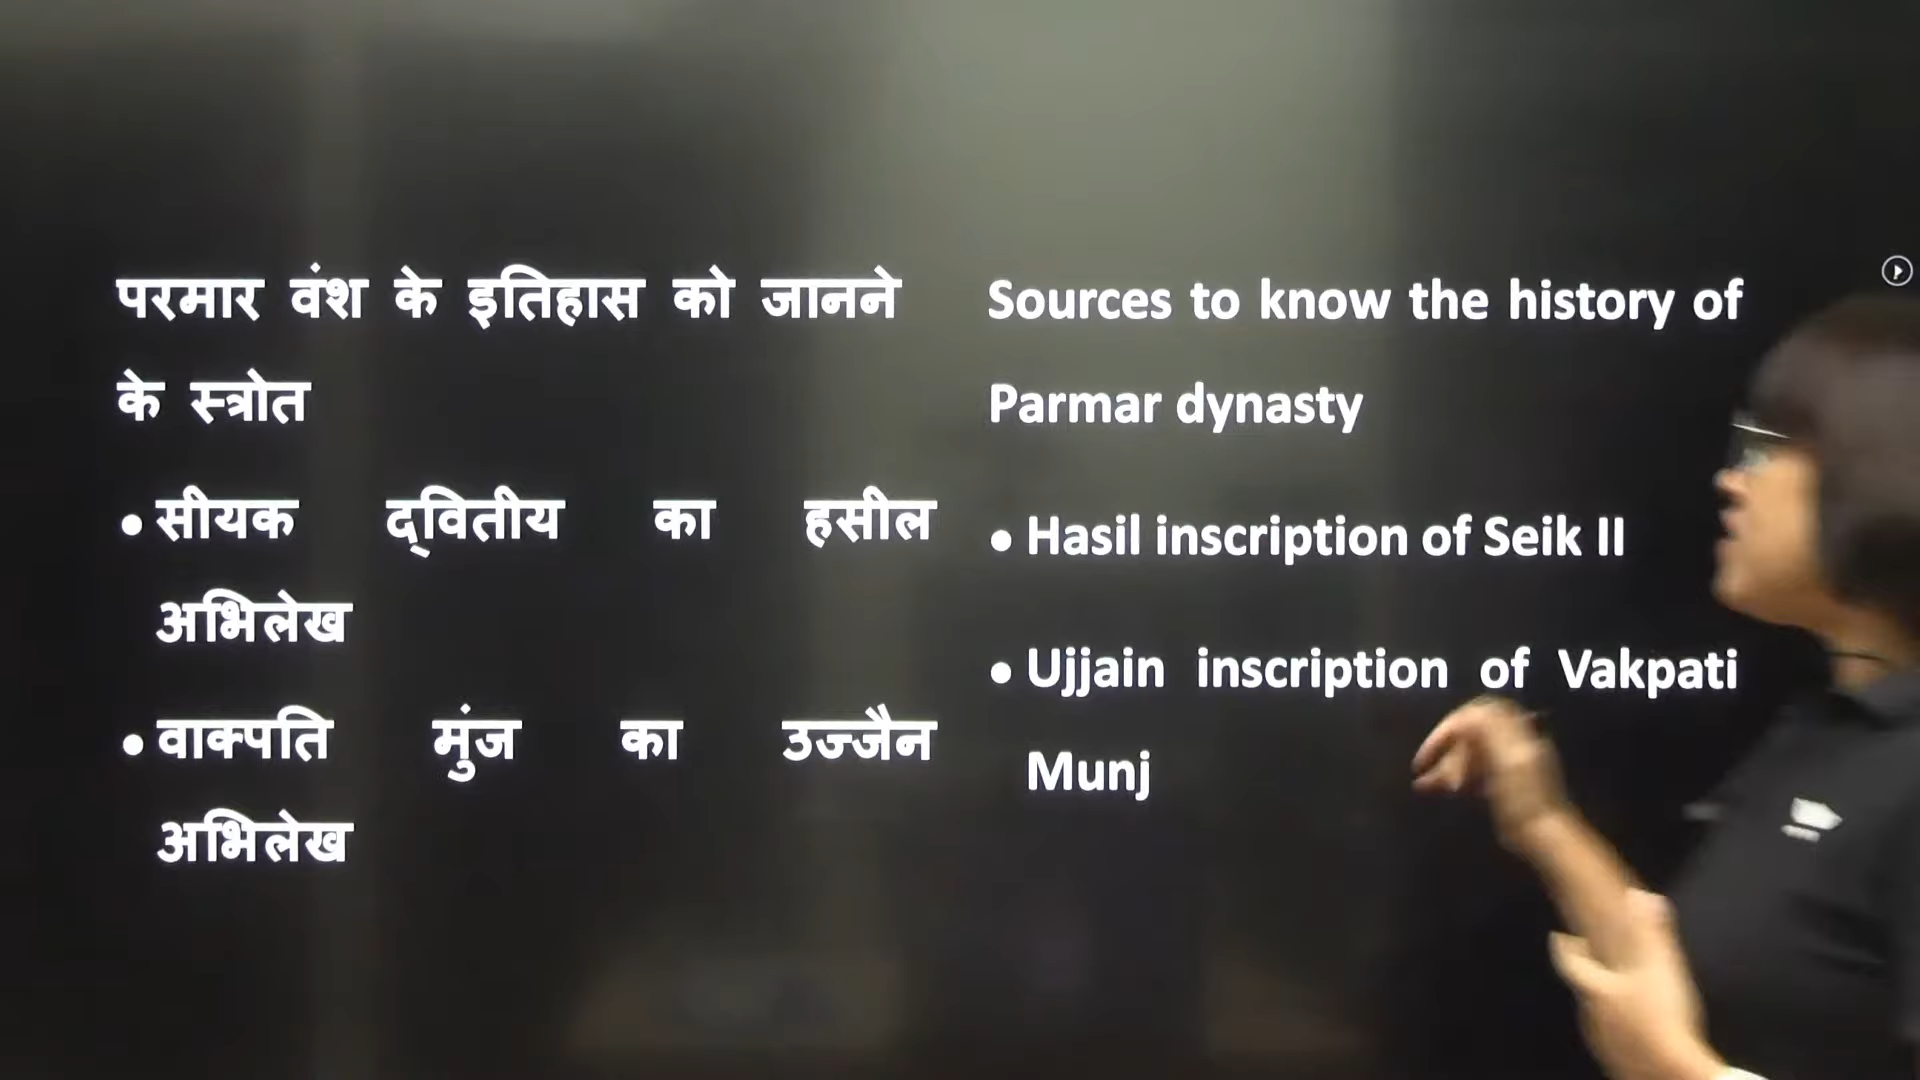 परमार वंश के इतिहास को जानने
के स्त्रोत
• सीयक द्वितीय का हसील
अभिलेख
• वाक्पति मुंज का उज्जैन
अभिलेख
Sources to know the history of
Parmar dynasty
• Hasil inscription of Seik II
• Ujjain inscription of Vakpati
Munj